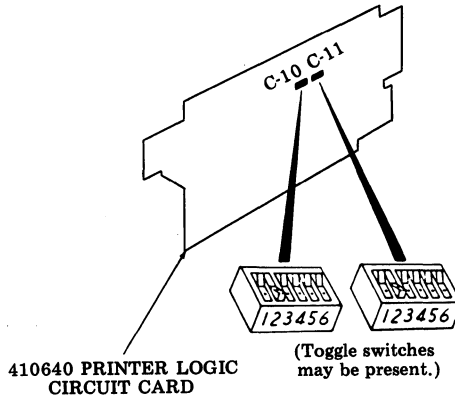 C-10 C-11
123456
123456
(Toggle switches
may be present.)
410640 PRINTER LOGIC
CIRCUIT CARD